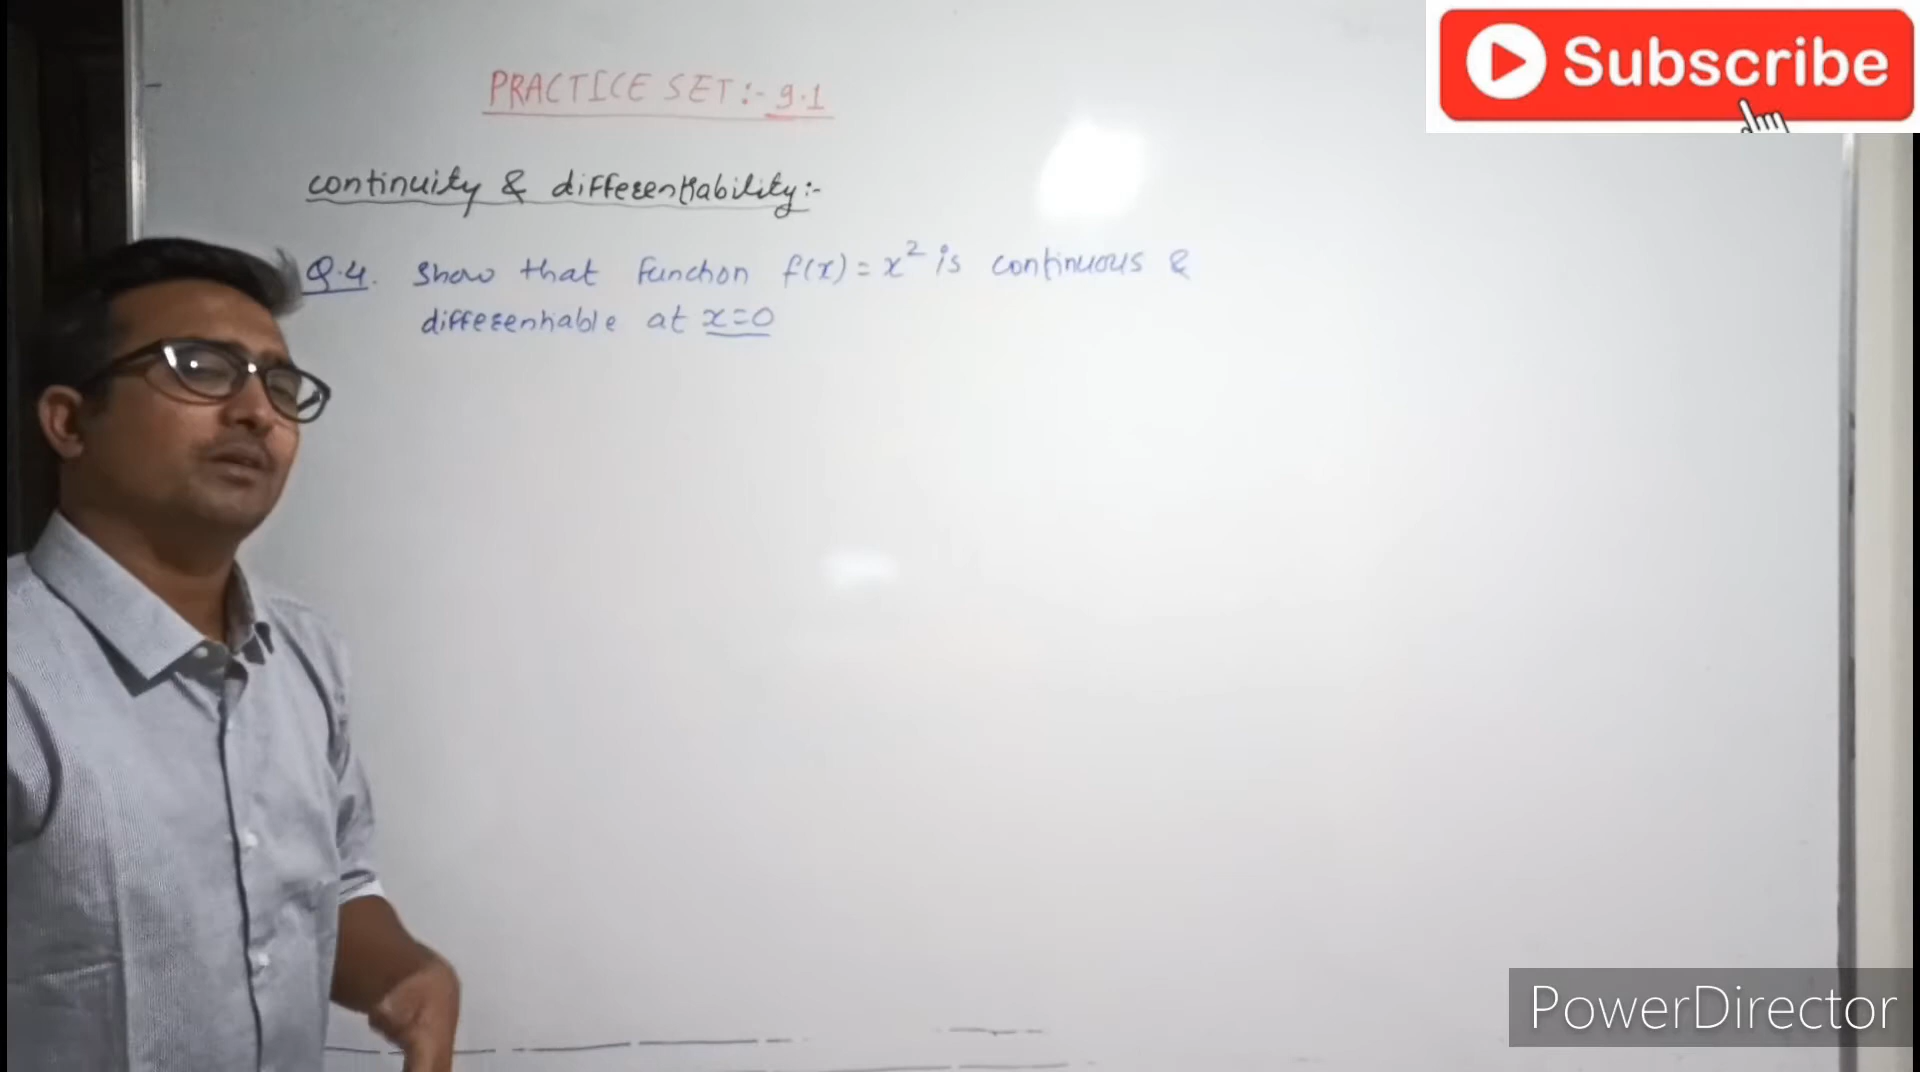 Subscribe
PRACTICE SET:- 9.1
continuity & differentiability:-
Q.4. Show that Function f(x) = x² is continuous &
differentiable at x=0
PowerDirector